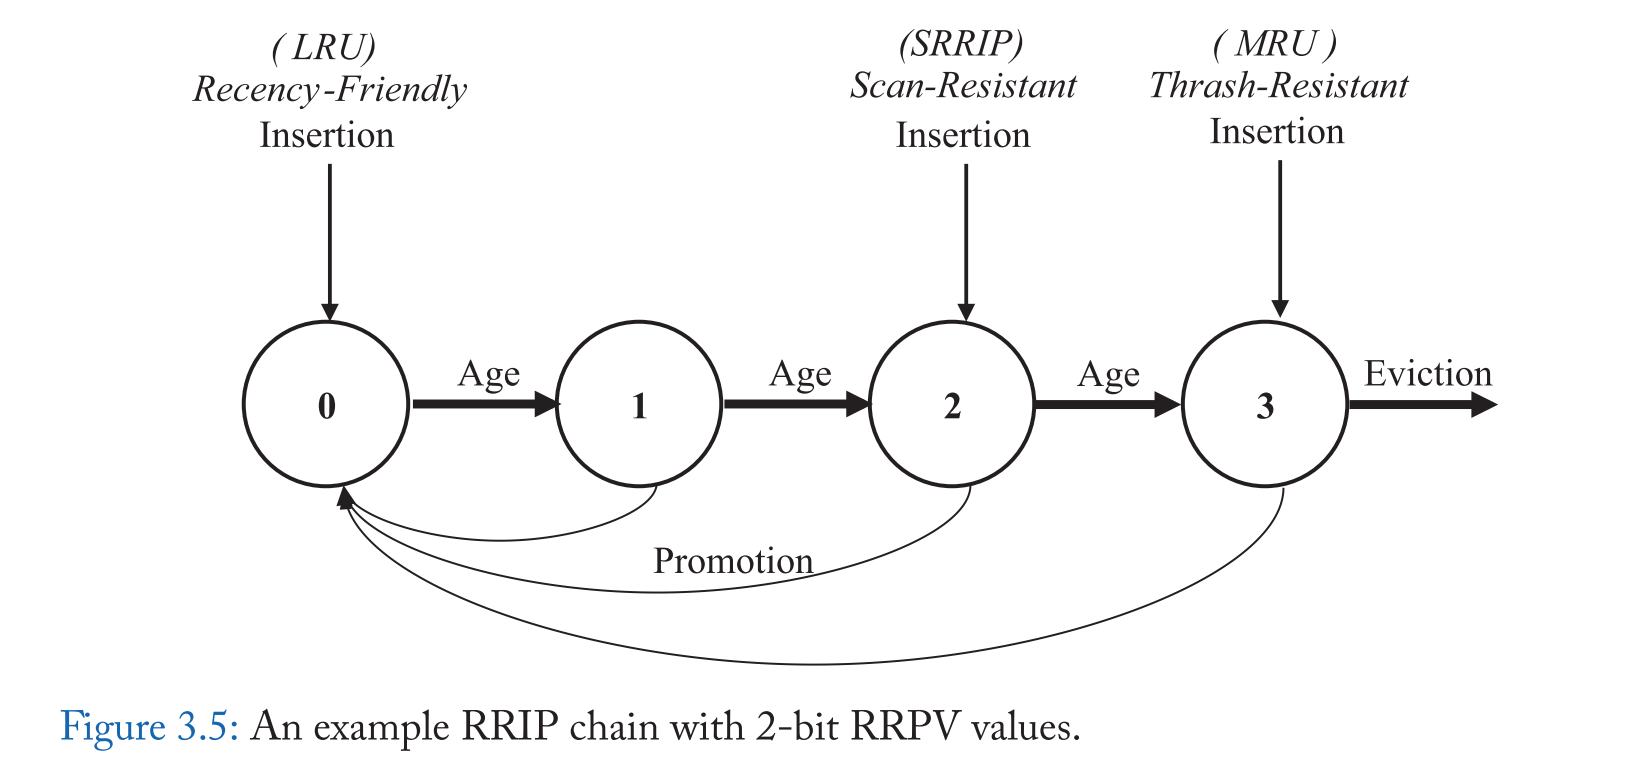 ( LRU)
Recency-Friendly
Insertion
(SRRIP)
Scan-Resistant
Insertion
( MRU )
Thrash-Resistant
Insertion
0
Age
1
Age
2
Age
3
Eviction
Promotion
Figure 3.5: An example RRIP chain with 2-bit RRPV values.